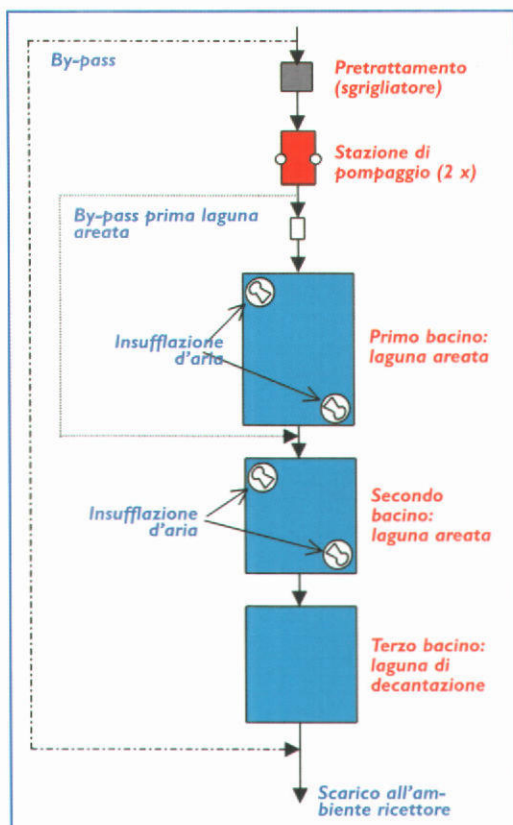 By-pass
Pretrattamento
(sgrigliatore)
Stazione di
pompaggio (2 x)
By-pass prima laguna
areata
Insufflazione
d'aria
Primo bacino:
laguna areata
Insufflazione
d'aria
Secondo
bacino:
laguna areata
Terzo bacino:
laguna di
decantazione
Scarico all'am-
biente ricettore